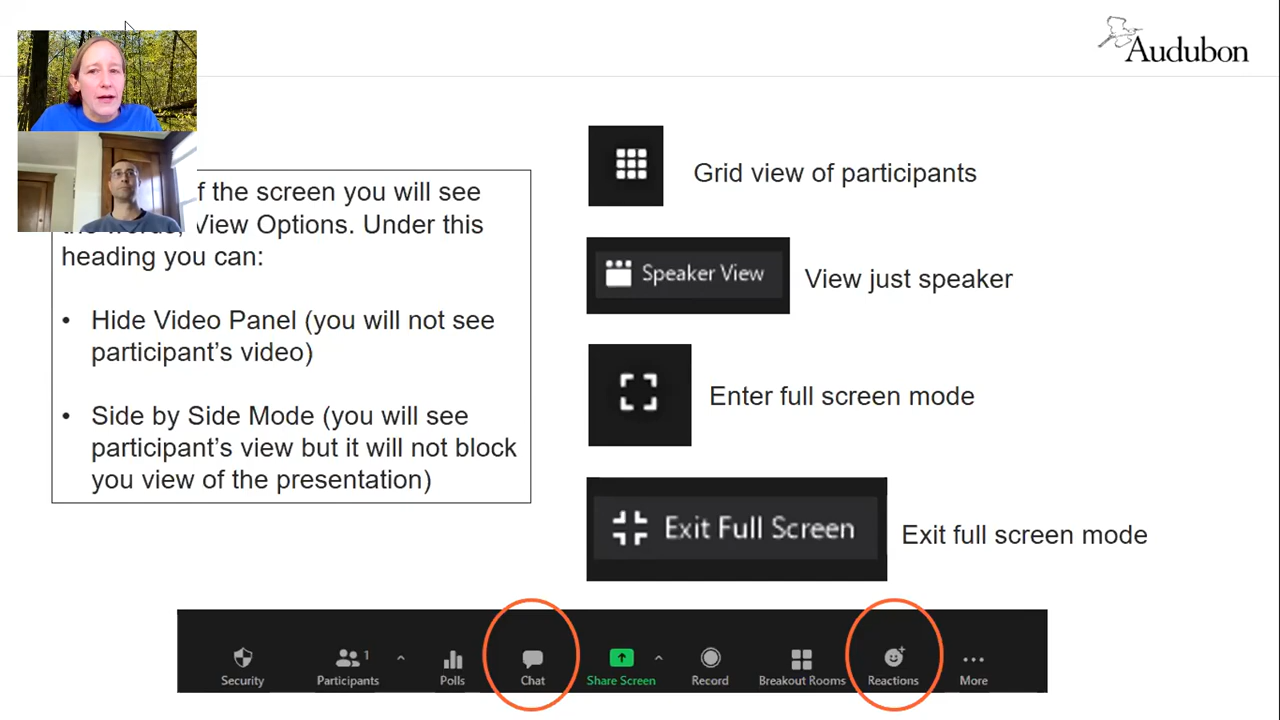 Audubon
f the screen you will see
View Options. Under this
heading you can:
• Hide Video Panel (you will not see
participant's video)
• Side by Side Mode (you will see
participant's view but it will not block
you view of the presentation)
Grid view of participants
Speaker View
View just speaker
Enter full screen mode
Exit Full Screen
Exit full screen mode
Security
Participants
1
Polls
Chat
Share Screen
Record
Breakout Rooms
Reactions
More